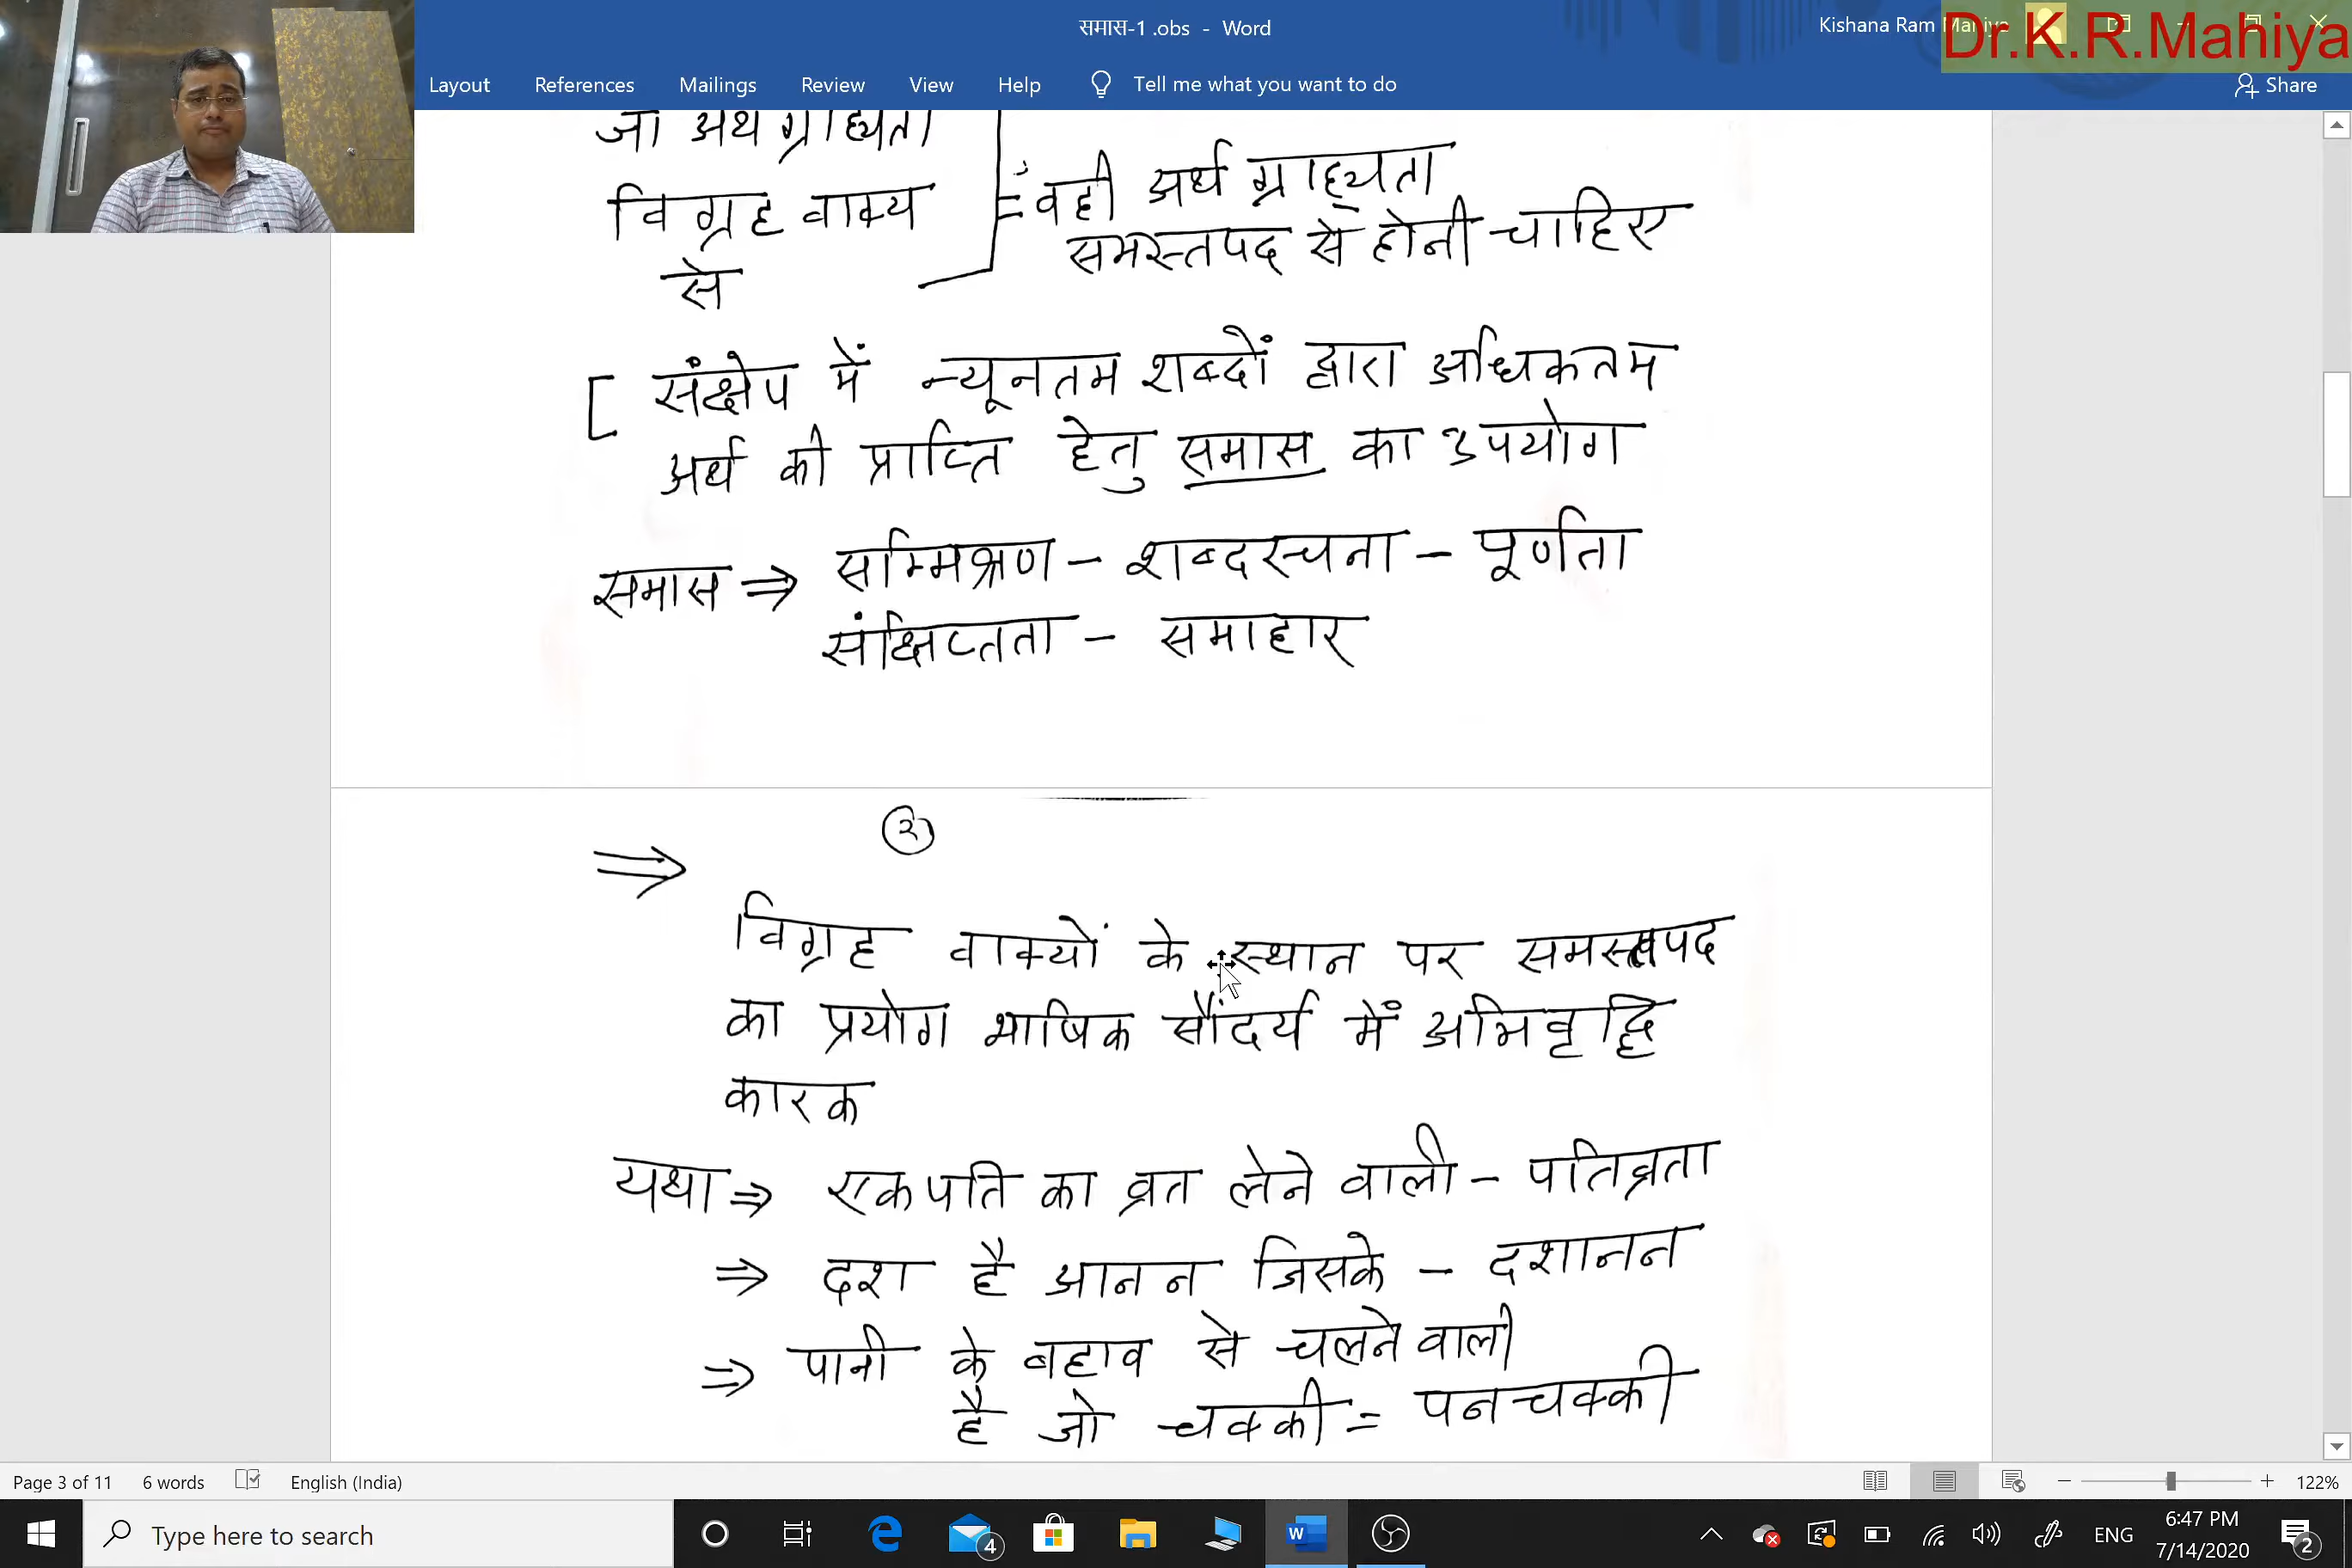 समास-1 .obs - Word
Kishana Ram
Dr.K.R.Mahiya
Layout References Mailings Review View Help Tell me what you want to do
Share
जो अर्थ ग्राह्यता
विग्रह वाक्य
से
= वही अर्थ ग्राह्यता
समस्तपद से होनी चाहिए
[ संक्षेप में न्यूनतम शब्दों द्वारा अधिकतम
अर्थ की प्राप्ति हेतु समास का उपयोग
समास ⇒ सम्मिश्रण – शब्दरचना – पूर्णता
संक्षिप्तता – समाहार
⇒
विग्रह वाक्यों के स्थान पर समस्तपद
का प्रयोग भाषिक सौंदर्य में अभिवृद्धि
कारक
यथा ⇒ एकपति का व्रत लेने वाली – पतिव्रता
⇒ दश है आनन जिसके – दशानन
⇒ पानी के बहाव से चलने वाली
है जो चक्की = पनचक्की
Page 3 of 11 6 words English (India) 122%
Type here to search
4
ENG
6:47 PM
7/14/2020
2